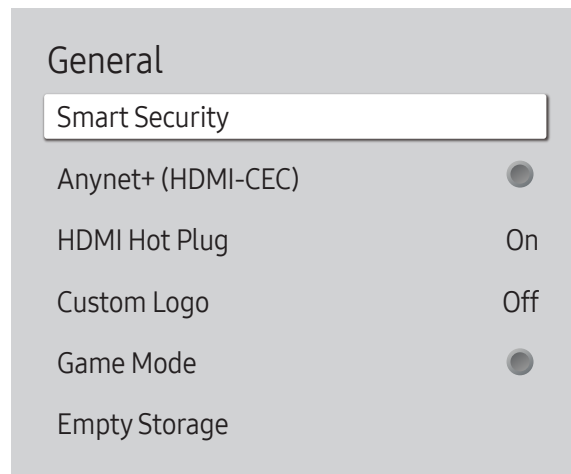 General
Smart Security
Anynet+ (HDMI-CEC)
HDMI Hot Plug On
Custom Logo Off
Game Mode
Empty Storage